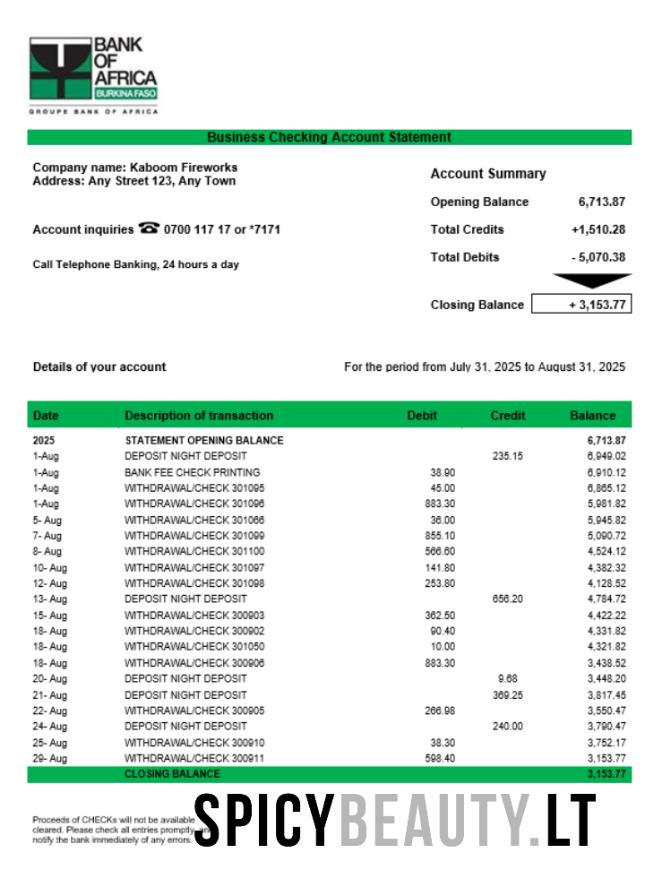 BANK
OF
AFRICA
BURKINA FASO
GROUPE BANK OF AFRICA
Business Checking Account Statement
Company name: Kaboom Fireworks
Address: Any Street 123, Any Town
Account inquiries ☎ 0700 117 17 or *7171
Call Telephone Banking, 24 hours a day
Account Summary
Opening Balance 6,713.87
Total Credits +1,510.28
Total Debits - 5,070.38
Closing Balance + 3,153.77
Details of your account For the period from July 31, 2025 to August 31, 2025
Date Description of transaction Debit Credit Balance
2025 STATEMENT OPENING BALANCE 6,713.87
1-Aug DEPOSIT NIGHT DEPOSIT 235.15 6,949.02
1-Aug BANK FEE CHECK PRINTING 38.90 6,910.12
1-Aug WITHDRAWAL/CHECK 301095 45.00 6,865.12
1-Aug WITHDRAWAL/CHECK 301096 883.30 5,981.82
5- Aug WITHDRAWAL/CHECK 301066 36.00 5,945.82
7- Aug WITHDRAWAL/CHECK 301099 855.10 5,090.72
8- Aug WITHDRAWAL/CHECK 301100 566.60 4,524.12
10- Aug WITHDRAWAL/CHECK 301097 141.80 4,382.32
12- Aug WITHDRAWAL/CHECK 301098 253.80 4,128.52
13- Aug DEPOSIT NIGHT DEPOSIT 656.20 4,784.72
15- Aug WITHDRAWAL/CHECK 300903 362.50 4,422.22
18- Aug WITHDRAWAL/CHECK 300902 90.40 4,331.82
18- Aug WITHDRAWAL/CHECK 301050 10.00 4,321.82
18- Aug WITHDRAWAL/CHECK 300906 883.30 3,438.52
20- Aug DEPOSIT NIGHT DEPOSIT 9.68 3,448.20
21- Aug DEPOSIT NIGHT DEPOSIT 369.25 3,817.45
22- Aug WITHDRAWAL/CHECK 300905 266.98 3,550.47
24- Aug DEPOSIT NIGHT DEPOSIT 240.00 3,790.47
25- Aug WITHDRAWAL/CHECK 300910 38.30 3,752.17
29- Aug WITHDRAWAL/CHECK 300911 598.40 3,153.77
CLOSING BALANCE 3,153.77
Proceeds of CHECKs will not be available
cleared. Please check all entries promptly, and
notify the bank immediately of any errors.
SPICYBEAUTY.LT